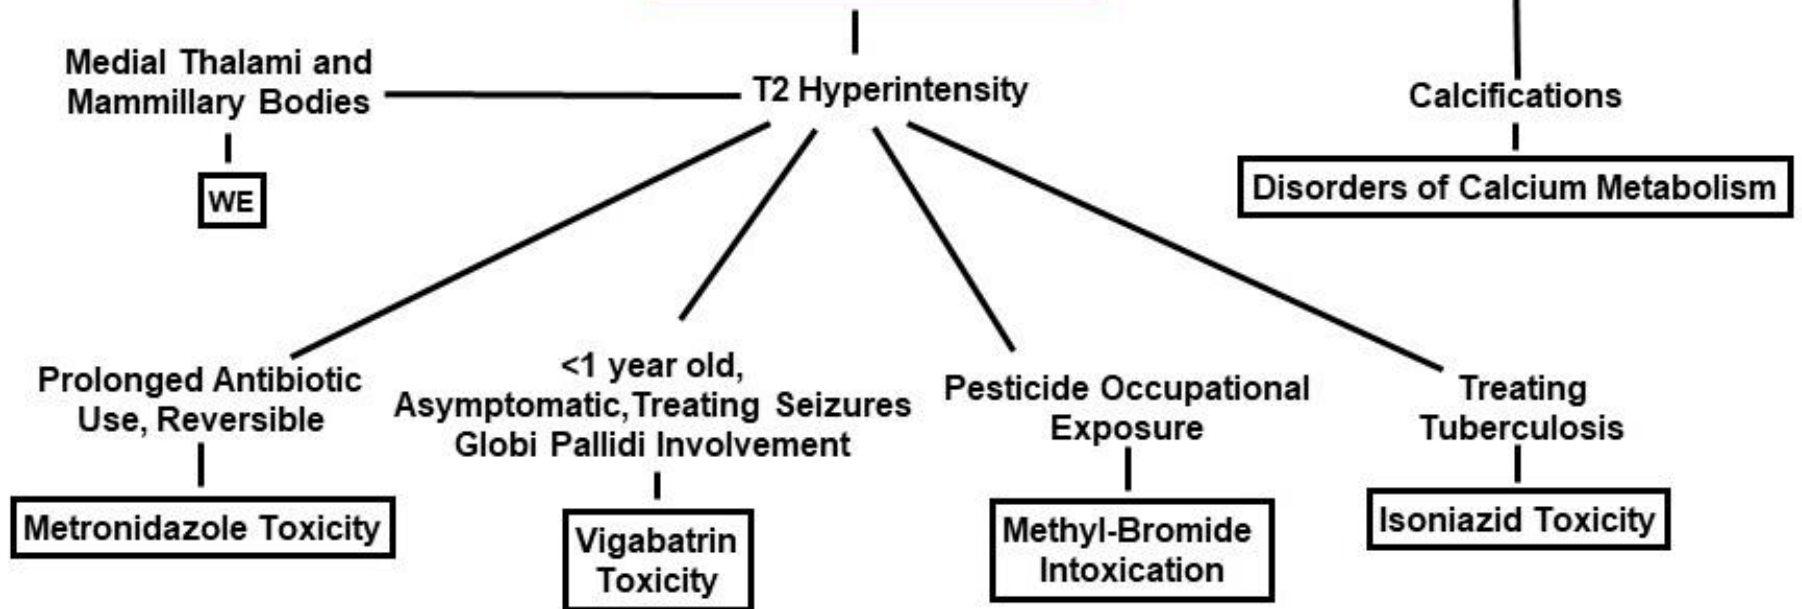 Medial Thalami and
Mammillary Bodies
T2 Hyperintensity
Calcifications
WE
Disorders of Calcium Metabolism
Prolonged Antibiotic
Use, Reversible
<1 year old,
Asymptomatic, Treating Seizures
Globi Pallidi Involvement
Pesticide Occupational
Exposure
Treating
Tuberculosis
Metronidazole Toxicity
Vigabatrin
Toxicity
Methyl-Bromide
Intoxication
Isoniazid Toxicity